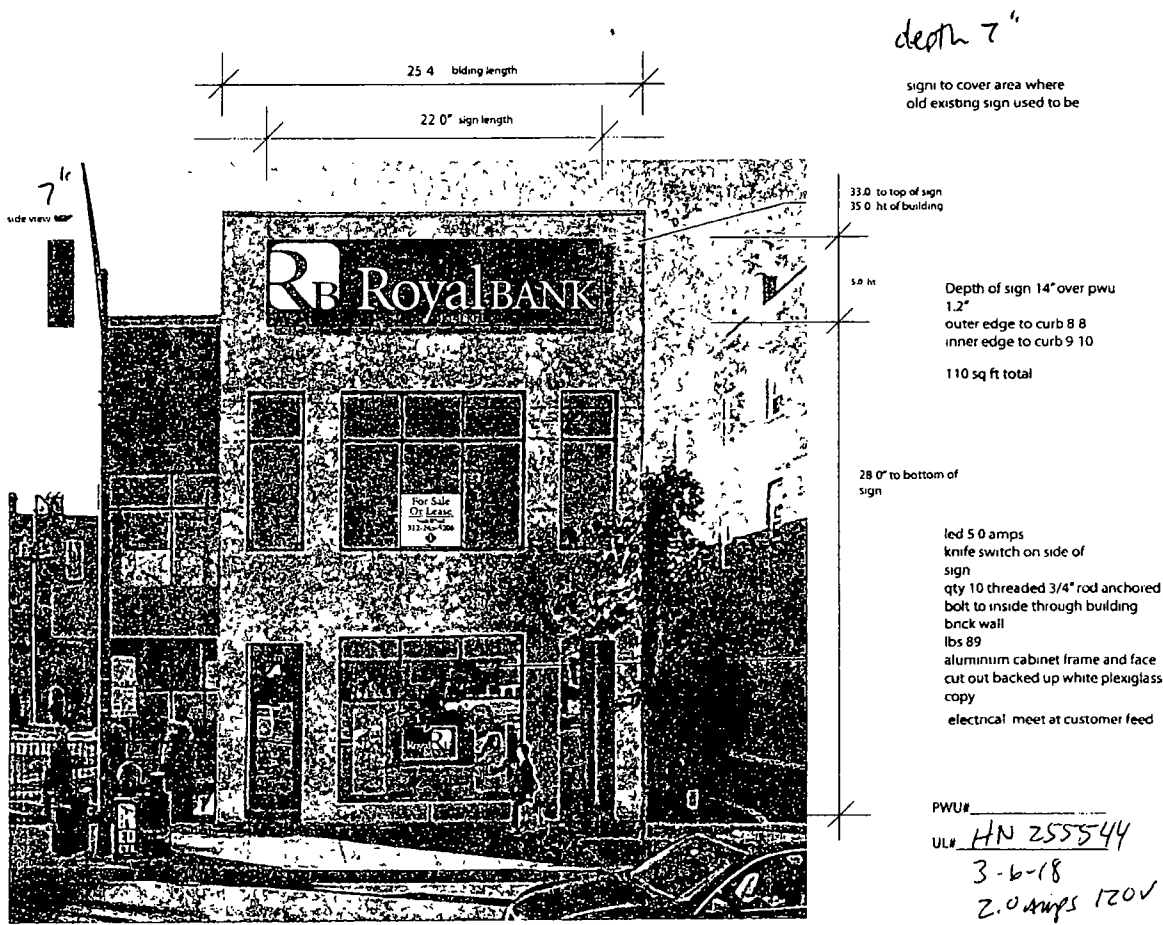 depth 7"
signi to cover area where
old existing sign used to be
25 4 blding length
22 0" sign length
7"
side view
33.0 to top of sign
35 0 ht of building
5.0 ht
RB Royal BANK
Depth of sign 14" over pwu
1.2"
outer edge to curb 8 8
inner edge to curb 9 10
110 sq ft total
28 0" to bottom of
sign
For Sale
Or Lease
led 5 0 amps
knife switch on side of
sign
qty 10 threaded 3/4" rod anchored
bolt to inside through building
brick wall
lbs 89
aluminum cabinet frame and face
cut out backed up white plexiglass
copy
electrical meet at customer feed
Royal
PWU#
UL# HN 255544
3-6-18
2.0 Amps 120V